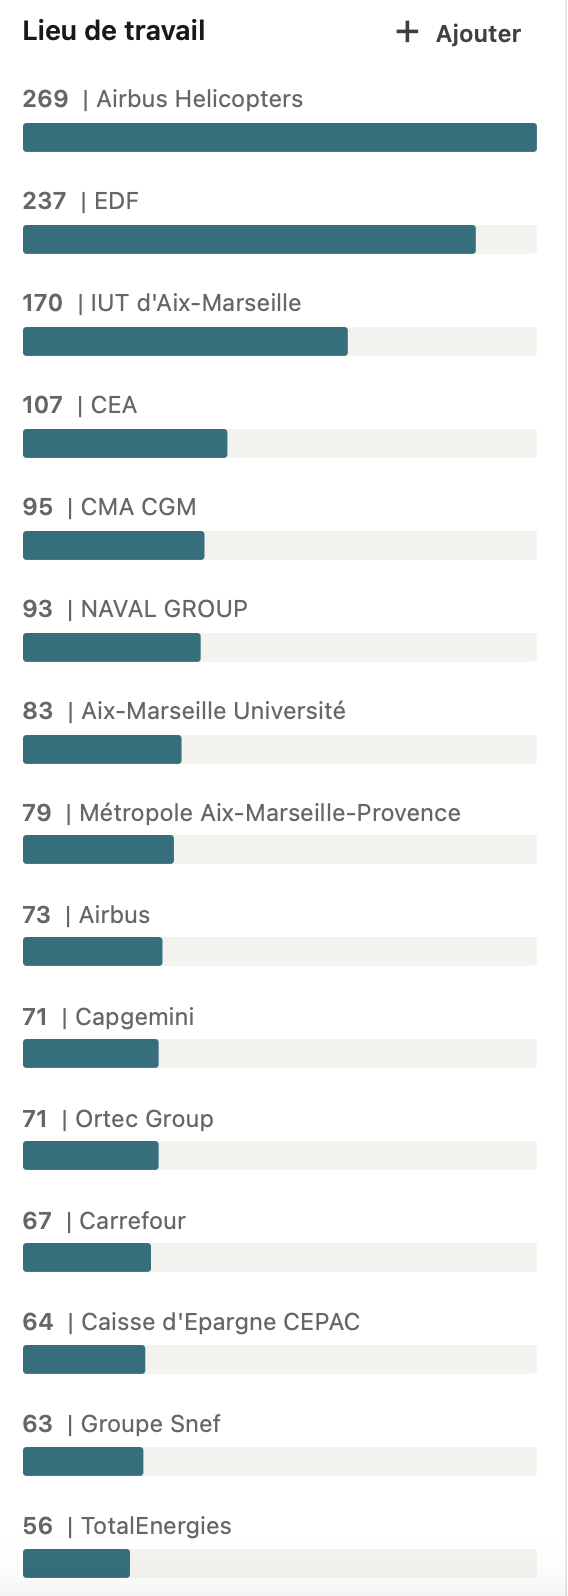 Lieu de travail
+ Ajouter
269 | Airbus Helicopters
237 | EDF
170 | IUT d'Aix-Marseille
107 | CEA
95 | CMA CGM
93 | NAVAL GROUP
83 | Aix-Marseille Université
79 | Métropole Aix-Marseille-Provence
73 | Airbus
71 | Capgemini
71 | Ortec Group
67 | Carrefour
64 | Caisse d'Epargne CEPAC
63 | Groupe Snef
56 | TotalEnergies